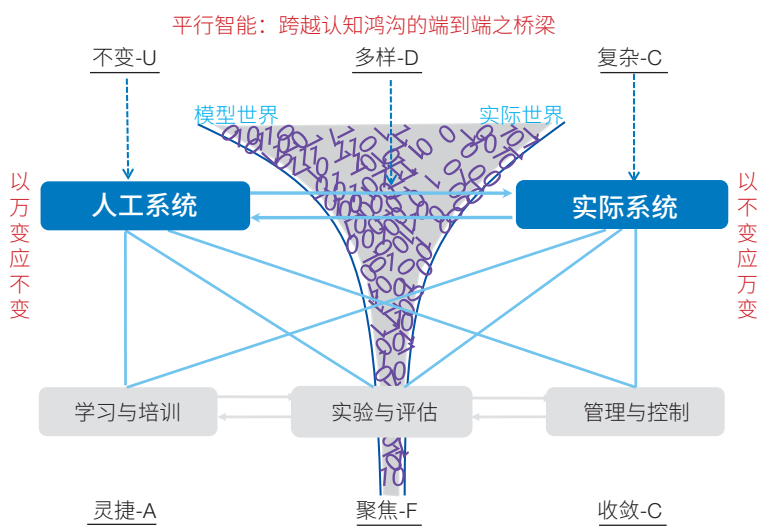 平行智能：跨越认知鸿沟的端到端之桥梁
不变-U
多样-D
复杂-C
模型世界
实际世界
以万变应不变
人工系统
实际系统
以不变应万变
学习与培训
实验与评估
管理与控制
灵捷-A
聚焦-F
收敛-C